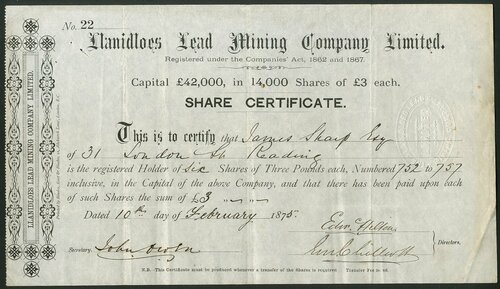 No. 22
Llanidloes Lead Mining Company Limited.
Registered under the Companies' Act, 1862 and 1867.
Capital £42,000, in 14,000 Shares of £3 each.
SHARE CERTIFICATE.
This is to certify that James Sharp Esq
of 31 London St Reading
is the registered Holder of Six Shares of Three Pounds each, Numbered 752 to 757
inclusive, in the Capital of the above Company, and that there has been paid upon each
of such Shares the sum of £3
Dated 10th day of February 1875.
Secretary.
Directors.
N.B. This Certificate must be produced whenever a transfer of the Shares is required Transfer Fee 2s. 6d.
LLANIDLOES LEAD MINING COMPANY LIMITED.